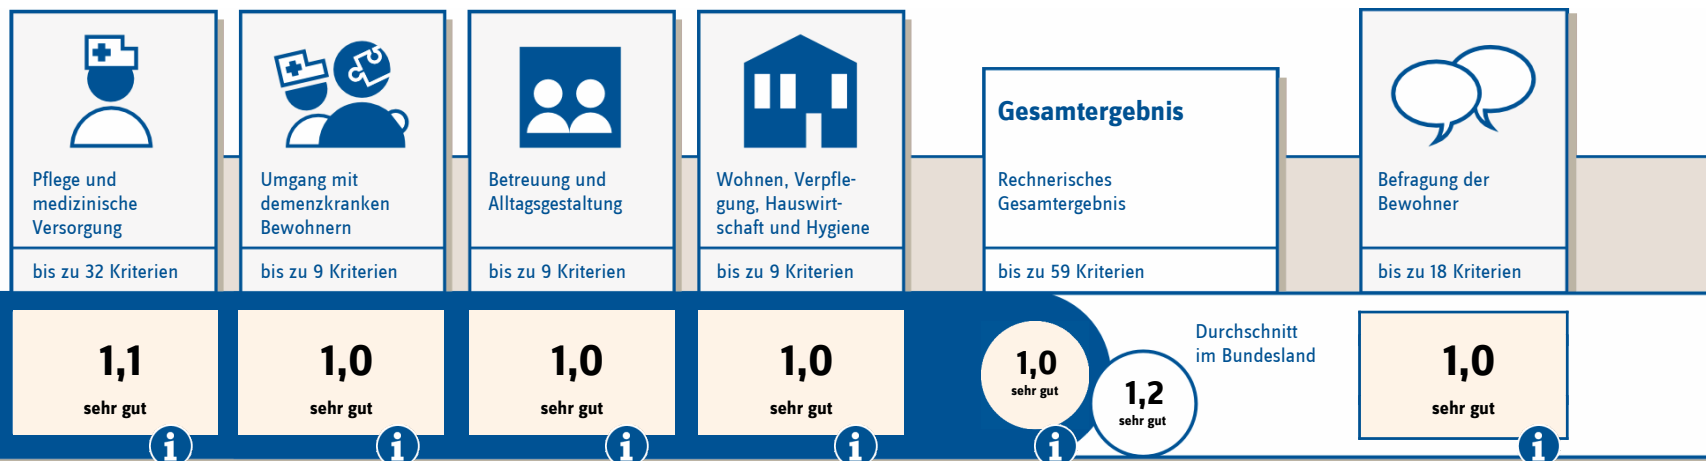 Pflege und
medizinische
Versorgung
bis zu 32 Kriterien
1,1
sehr gut
Umgang mit
demenzkranken
Bewohnern
bis zu 9 Kriterien
1,0
sehr gut
Betreuung und
Alltagsgestaltung
bis zu 9 Kriterien
1,0
sehr gut
Wohnen, Verpfle-
gung, Hauswirt-
schaft und Hygiene
bis zu 9 Kriterien
1,0
sehr gut
Gesamtergebnis
Rechnerisches
Gesamtergebnis
bis zu 59 Kriterien
1,0
sehr gut
Durchschnitt
im Bundesland
1,2
sehr gut
Befragung der
Bewohner
bis zu 18 Kriterien
1,0
sehr gut